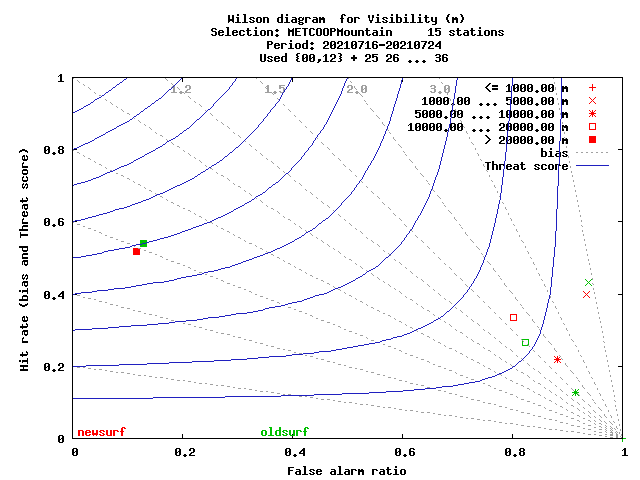 Wilson diagram  for Visibility (m)
Selection: METCOOPMountain     15 stations
Period: 20210716-20210724
Used {00,12} + 25 26 ... 36
1.2 1.5 2.0 3.0
<= 1000.00 m
1000.00 ... 5000.00 m
5000.00 ... 10000.00 m
10000.00 ... 20000.00 m
> 20000.00 m
bias
Threat score
Hit rate (bias and Threat score)
1
0.8
0.6
0.4
0.2
0
newsurf oldsurf
0 0.2 0.4 0.6 0.8 1
False alarm ratio